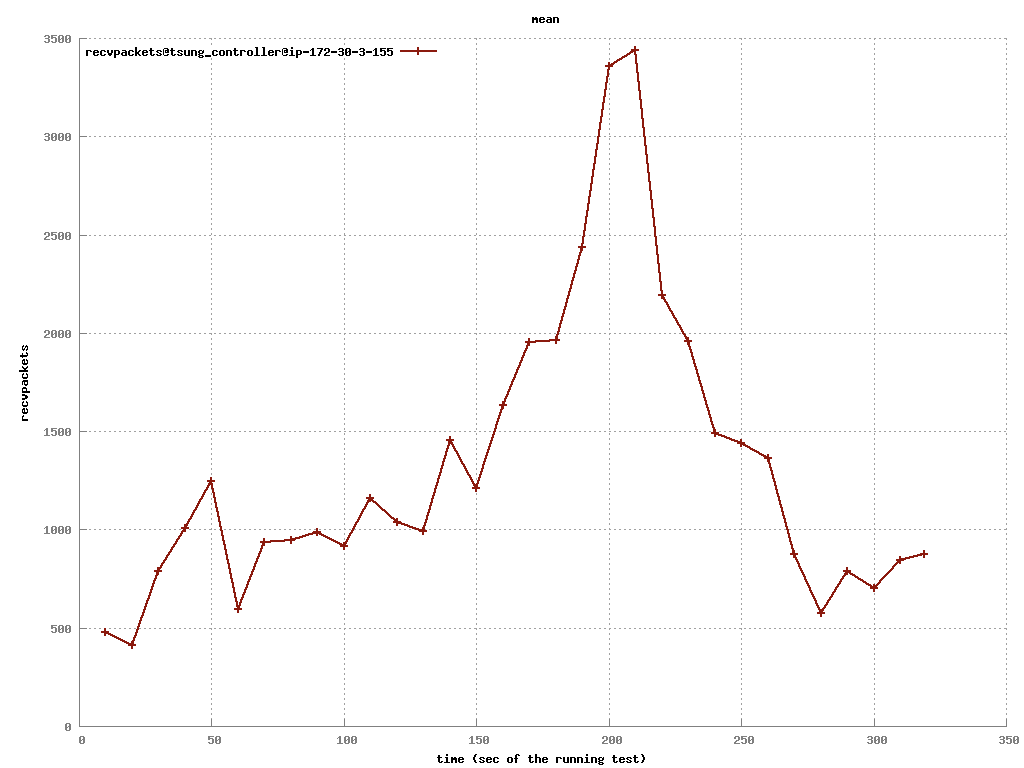 mean
3500
recvpackets@tsung_controller@ip-172-30-3-155
3000
2500
2000
recvpackets
1500
1000
500
0
0 50 100 150 200 250 300 350
time (sec of the running test)